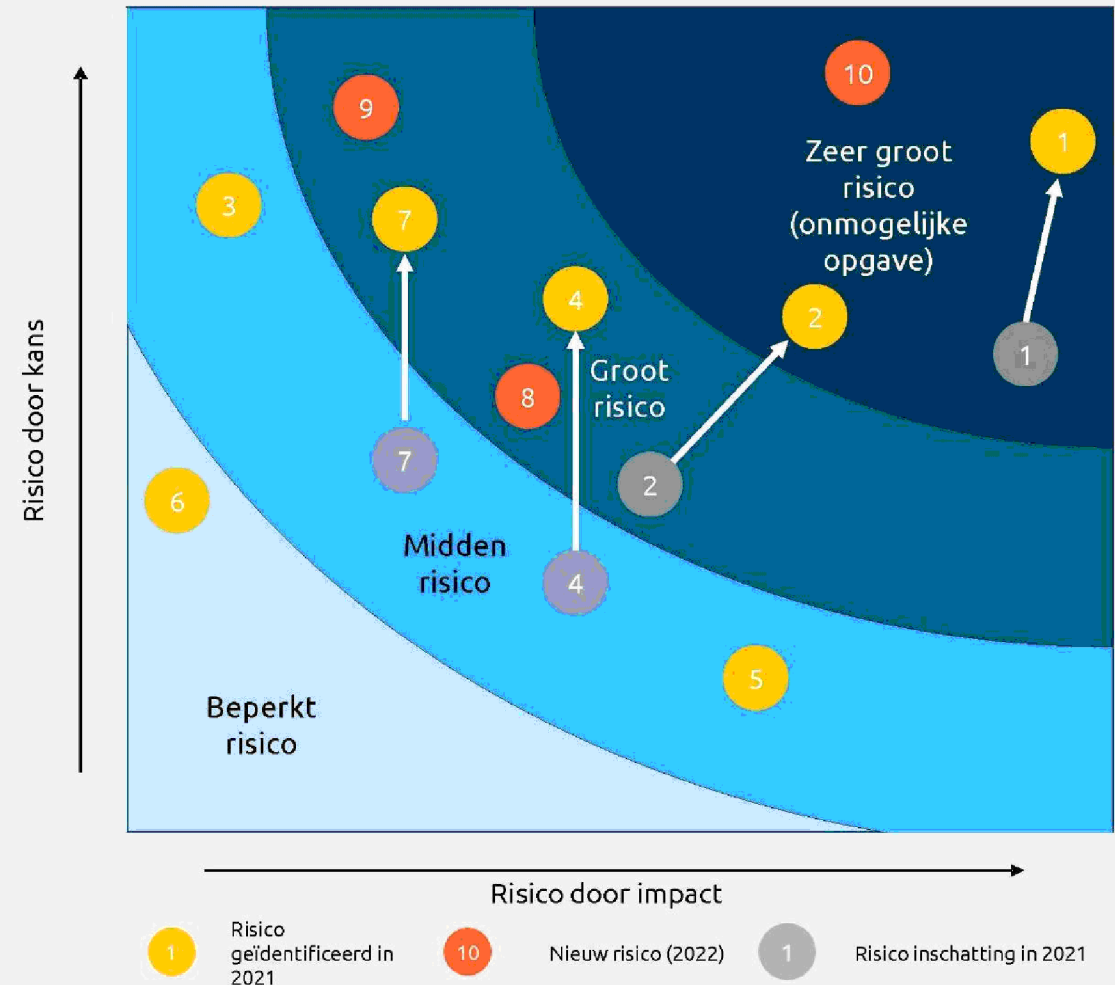 10
9
1
Zeer groot
risico
(onmogelijke
opgave)
3
7
4
2
1
Groot
risico
8
7
2
6
Midden
risico
4
5
Beperkt
risico
Risico door kans
Risico door impact
1
Risico
geïdentificeerd in
2021
10
Nieuw risico (2022)
1
Risico inschatting in 2021